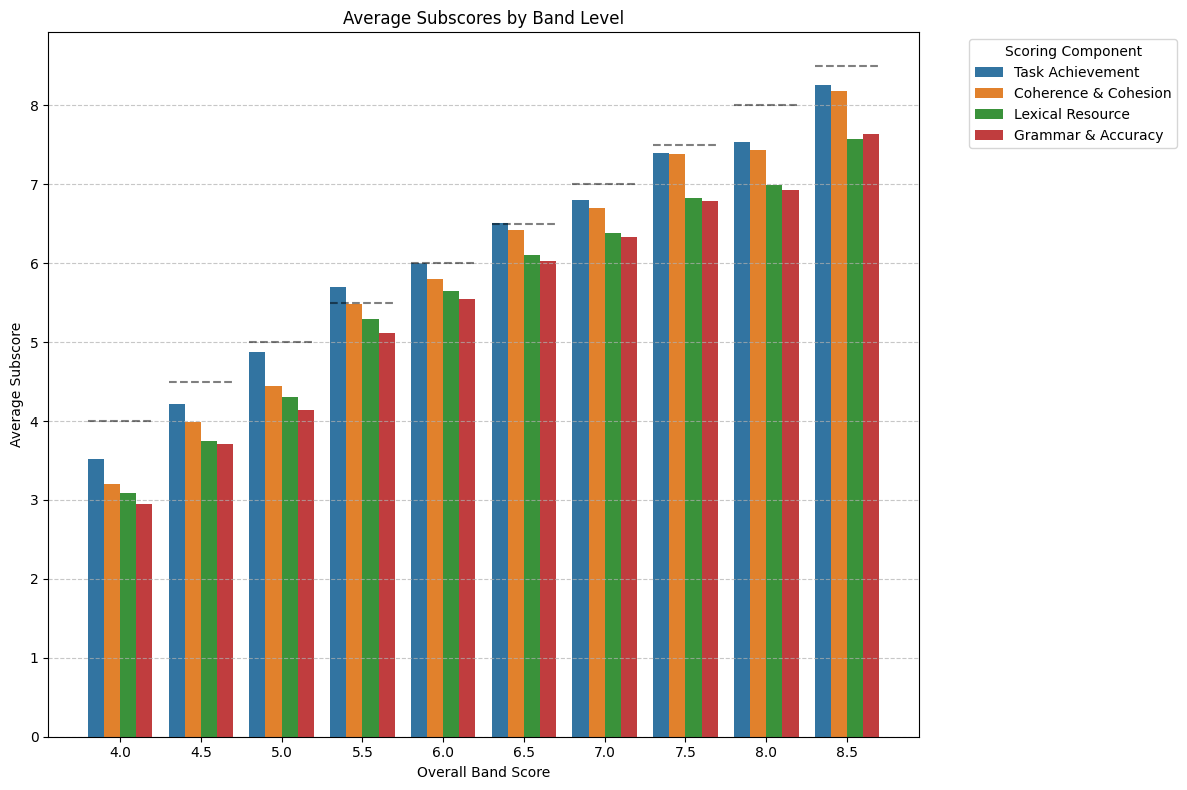 Average Subscores by Band Level
Scoring Component
Task Achievement
Coherence & Cohesion
Lexical Resource
Grammar & Accuracy
Average Subscore
8
7
6
5
4
3
2
1
0
4.0 4.5 5.0 5.5 6.0 6.5 7.0 7.5 8.0 8.5
Overall Band Score